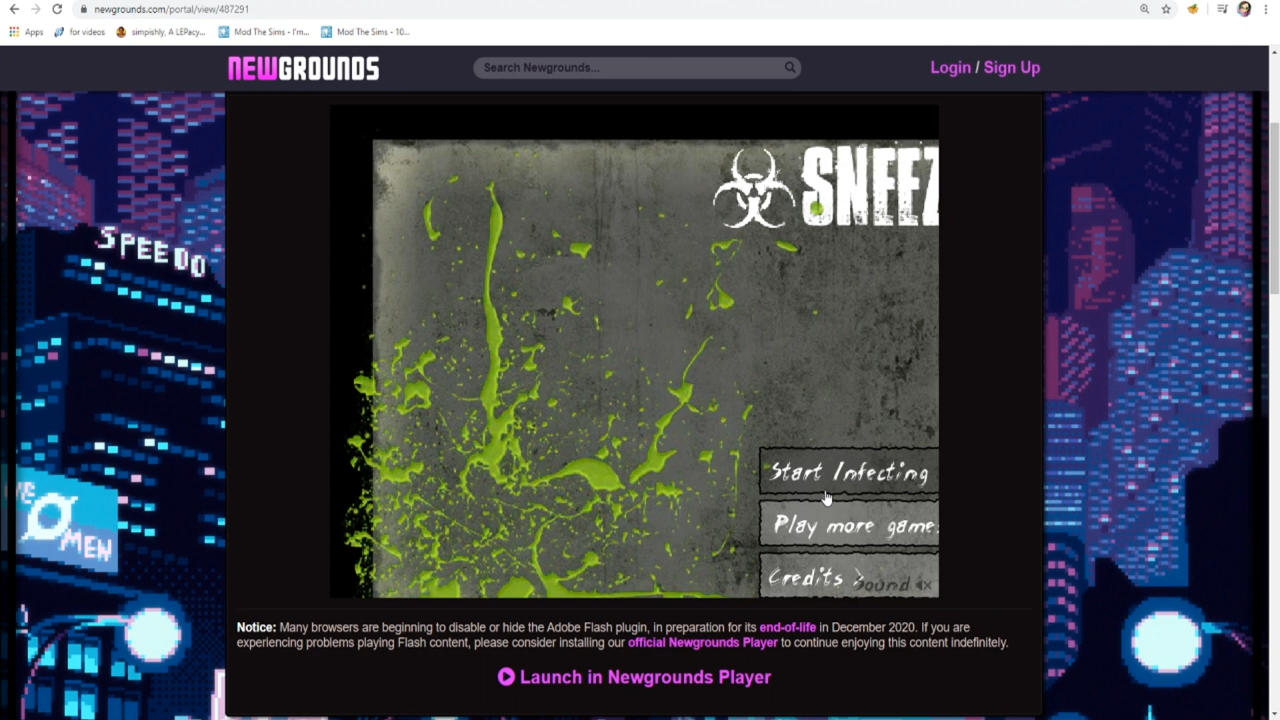 newgrounds.com/portal/view/487291
Apps for videos simpishly, A LEPacy... Mod The Sims - I'm... Mod The Sims - 10...
NEWGROUNDS Search Newgrounds... Login / Sign Up
SPEEDO
MEN
SNEEZ
Start Infecting
Play more game
Credits > Sound
Notice: Many browsers are beginning to disable or hide the Adobe Flash plugin, in preparation for its end-of-life in December 2020. If you are
experiencing problems playing Flash content, please consider installing our official Newgrounds Player to continue enjoying this content indefinitely.
Launch in Newgrounds Player